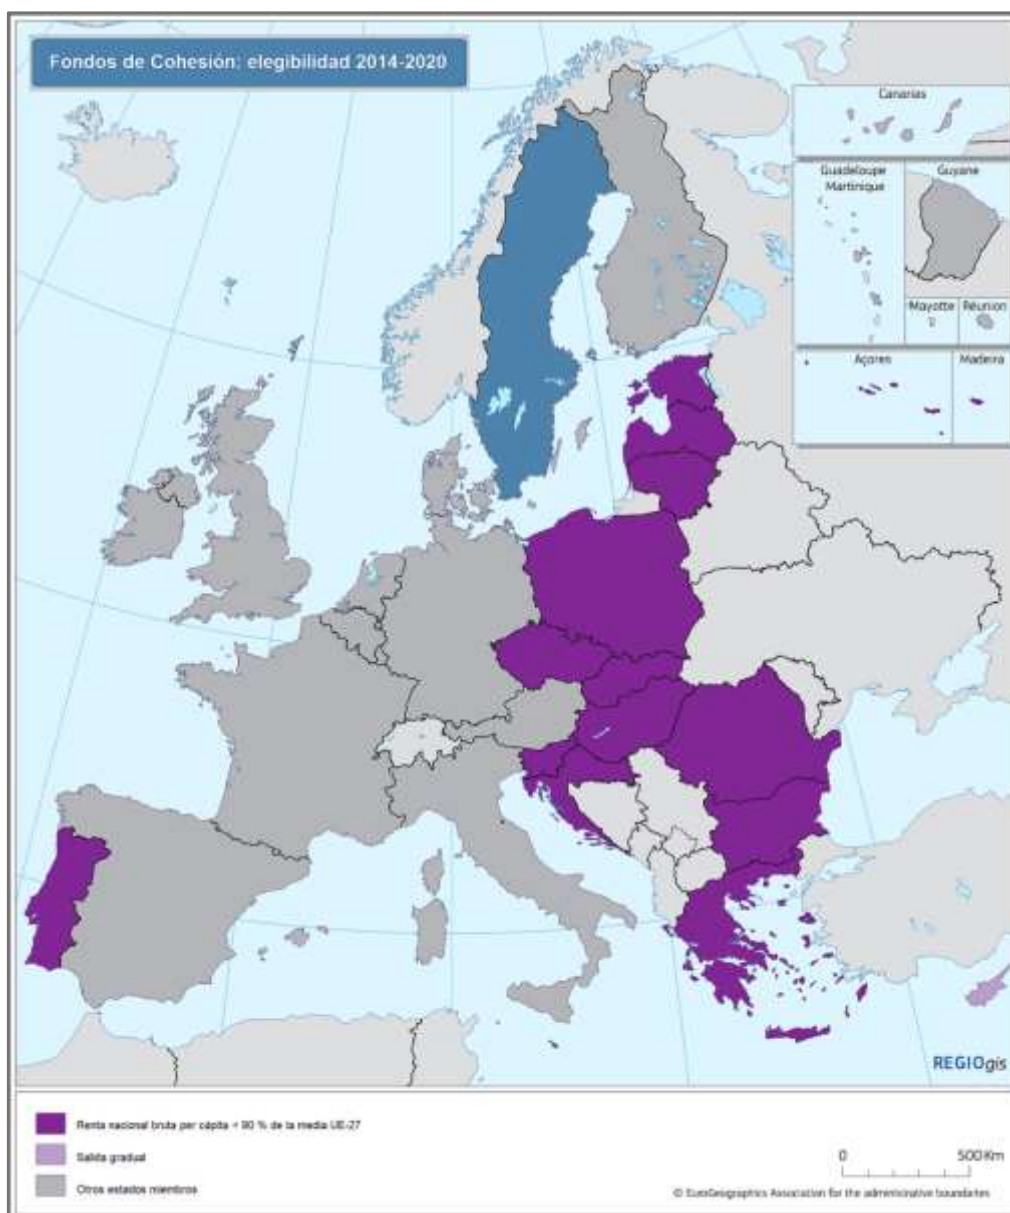 Fondos de Cohesión: elegibilidad 2014-2020
Canarias
Guadeloupe
Martinique
Guyane
Mayotte
Réunion
Açores
Madeira
REGIOgis
Renta nacional bruta per cápita < 90 % de la media UE-27
Salida gradual
Otros estados miembros
0 500 Km
© EuroGeographics Association for the administrative boundaries